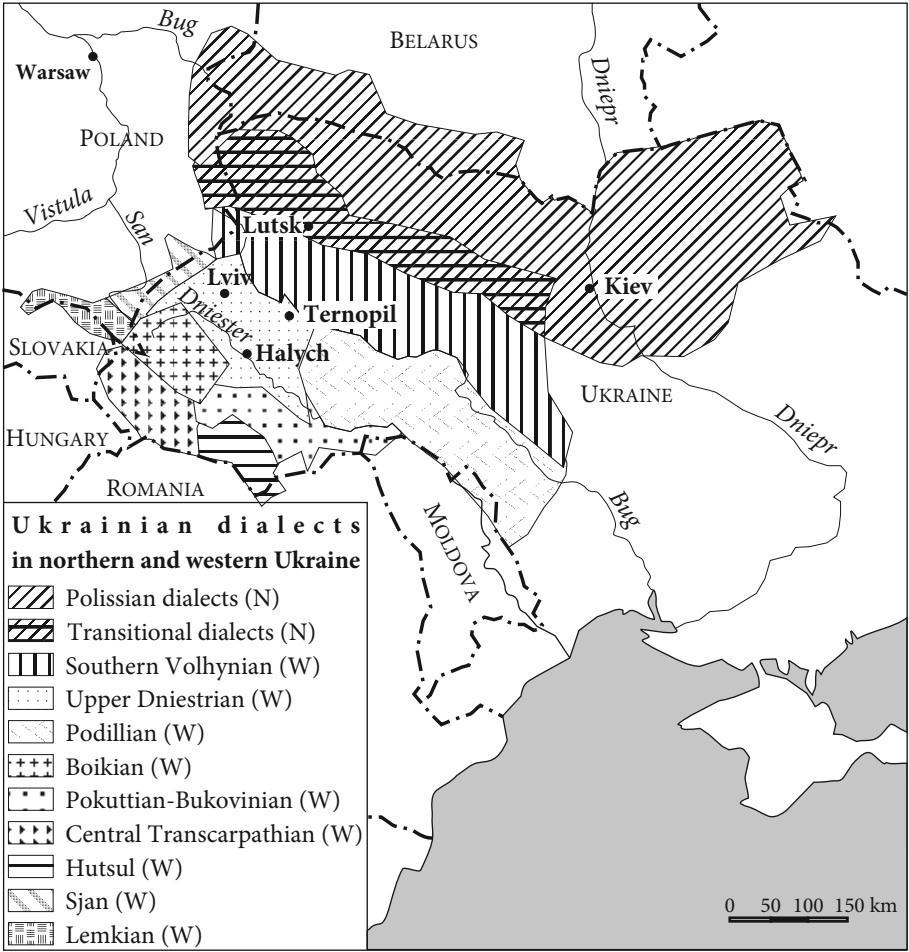 Bug
BELARUS
Warsaw
Dniepr
POLAND
Vistula
San
Lutsk
Lviv
Kiev
Dniester
Ternopil
SLOVAKIA
Halych
UKRAINE
Dniepr
HUNGARY
ROMANIA
MOLDOVA
Bug
Ukrainian dialects
in northern and western Ukraine
Polissian dialects (N)
Transitional dialects (N)
Southern Volhynian (W)
Upper Dniestrian (W)
Podillian (W)
Boikian (W)
Pokuttian-Bukovinian (W)
Central Transcarpathian (W)
Hutsul (W)
Sjan (W)
Lemkian (W)
0 50 100 150 km